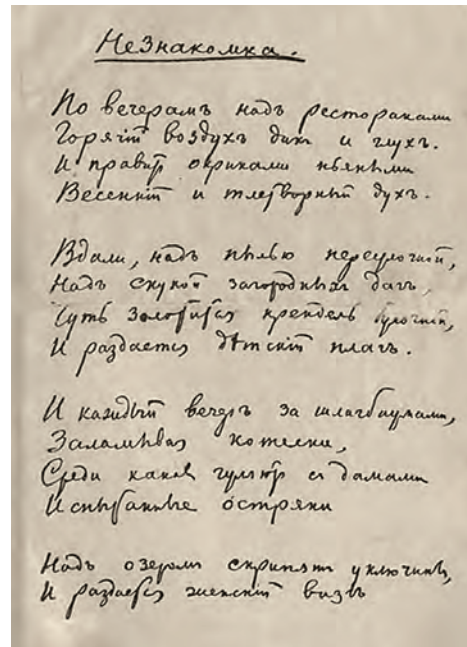 Незнакомка.
По вечерамъ надъ ресторанами
Горячій воздухъ дикъ и глухъ.
И правитъ окриками пьяными
Весенній и тлетворный духъ.
Вдали, надъ пылью переулочной,
Надъ скукой загородныхъ дачъ,
Чуть золотится крендель булочной,
И раздается дѣтскій плачъ.
И каждый вечеръ за шлагбаумами,
Заламывая котелки,
Среди канавъ гуляютъ съ дамами
Испытанные остряки
Надъ озеромъ скрипятъ уключины,
И раздается женскій визгъ